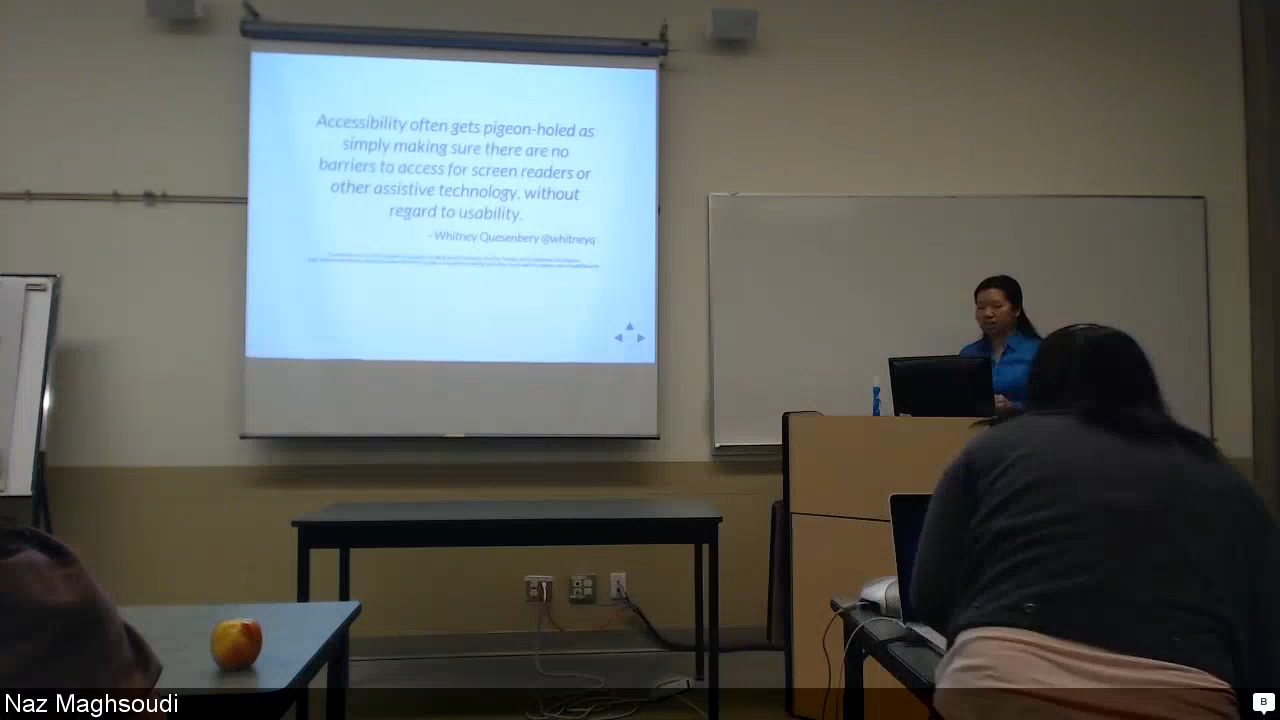 Accessibility often gets pigeon-holed as
simply making sure there are no
barriers to access for screen readers or
other assistive technology, without
regard to usability.
- Whitney Quesenbery @whitneyq
Naz Maghsoudi
B